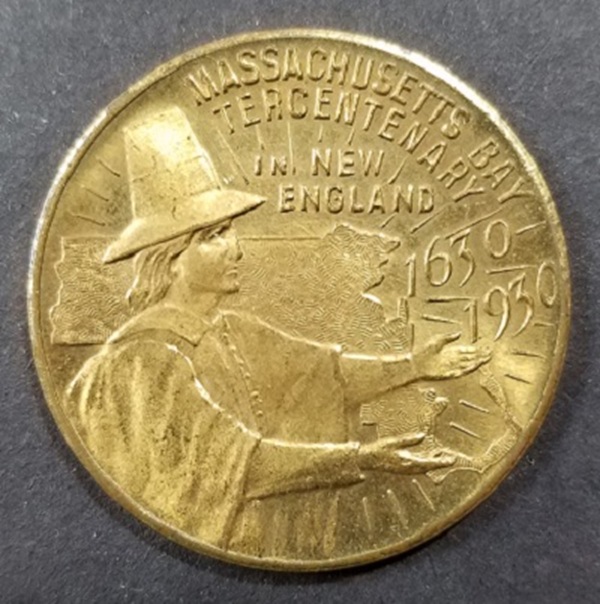 MASSACHUSETTS BAY
TERCENTENARY
IN NEW
ENGLAND
1630
1930